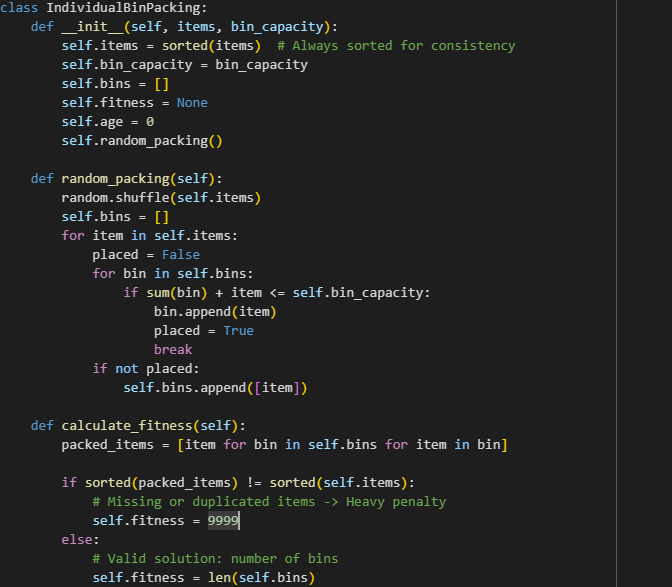 class IndividualBinPacking:
    def __init__(self, items, bin_capacity):
        self.items = sorted(items)  # Always sorted for consistency
        self.bin_capacity = bin_capacity
        self.bins = []
        self.fitness = None
        self.age = 0
        self.random_packing()

    def random_packing(self):
        random.shuffle(self.items)
        self.bins = []
        for item in self.items:
            placed = False
            for bin in self.bins:
                if sum(bin) + item <= self.bin_capacity:
                    bin.append(item)
                    placed = True
                    break
            if not placed:
                self.bins.append([item])

    def calculate_fitness(self):
        packed_items = [item for bin in self.bins for item in bin]

        if sorted(packed_items) != sorted(self.items):
            # Missing or duplicated items -> Heavy penalty
            self.fitness = 9999
        else:
            # Valid solution: number of bins
            self.fitness = len(self.bins)